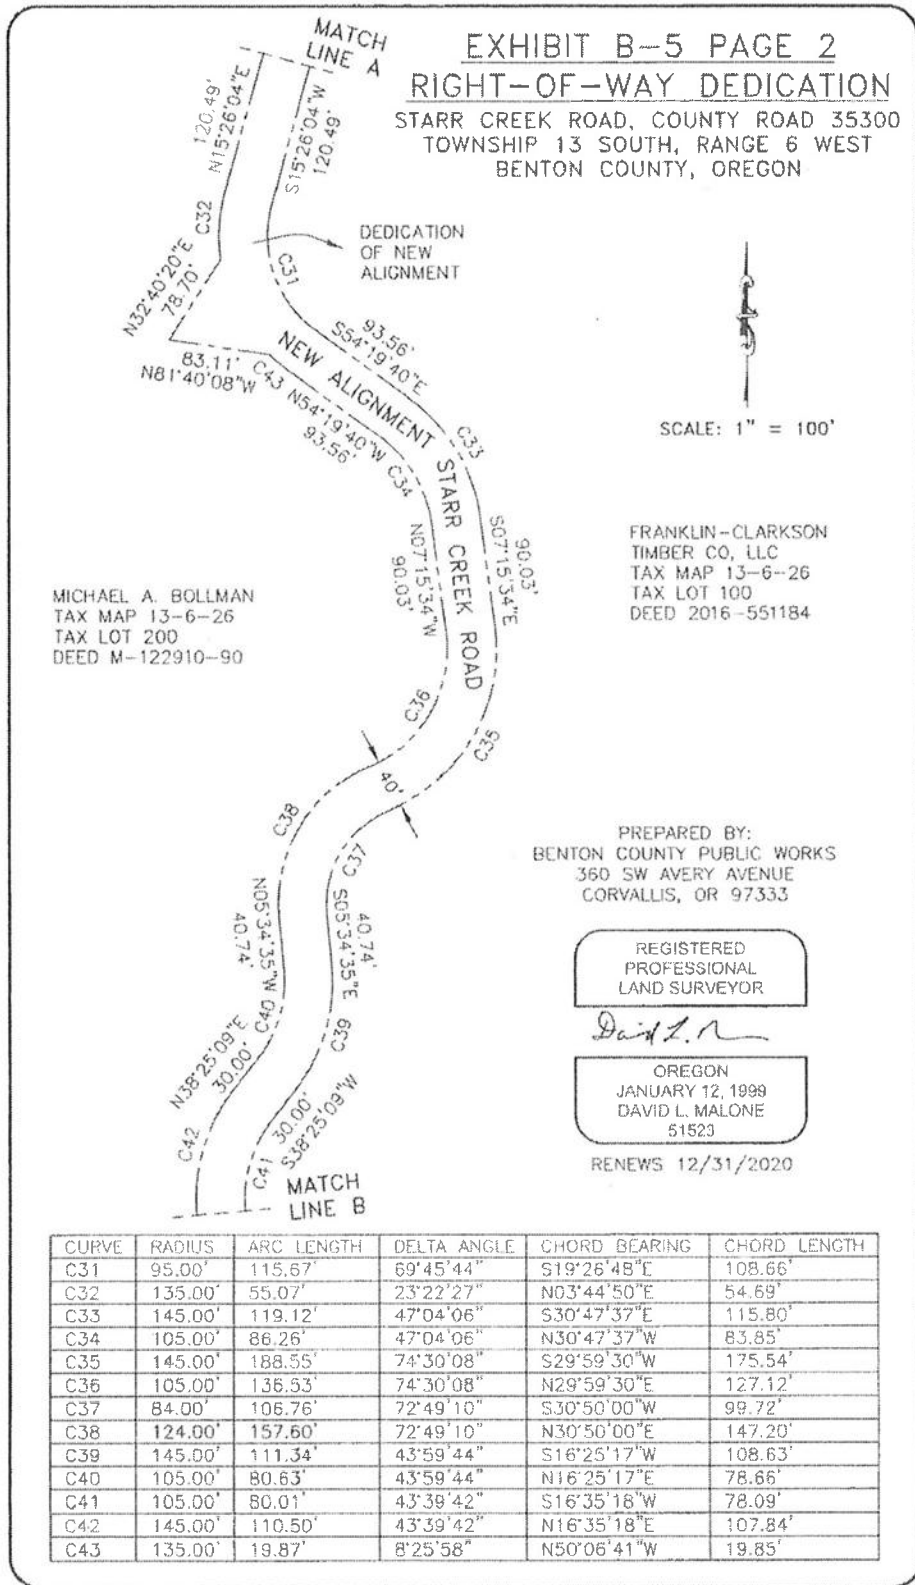 EXHIBIT B-5 PAGE 2
RIGHT-OF-WAY DEDICATION
STARR CREEK ROAD, COUNTY ROAD 35300
TOWNSHIP 13 SOUTH, RANGE 6 WEST
BENTON COUNTY, OREGON
MATCH
LINE A
120.49'
N15°26'04"E
S15°26'04"W
120.49'
C32
DEDICATION
OF NEW
ALIGNMENT
C31
N32°40'20"E
78.70'
83.11'
N81°40'08"W
C43
93.56'
S54°19'40"E
NEW ALIGNMENT STARR CREEK ROAD
N54°19'40"W
93.56'
C33
C34
SCALE: 1" = 100'
90.03'
S07°15'34"E
N07°15'34"W
90.03'
FRANKLIN-CLARKSON
TIMBER CO, LLC
TAX MAP 13-6-26
TAX LOT 100
DEED 2016-551184
MICHAEL A. BOLLMAN
TAX MAP 13-6-26
TAX LOT 200
DEED M-122910-90
C36
C35
40'
C38
C37
PREPARED BY:
BENTON COUNTY PUBLIC WORKS
360 SW AVERY AVENUE
CORVALLIS, OR 97333
N05°34'35"W
40.74'
40.74'
S05°34'35"E
REGISTERED
PROFESSIONAL
LAND SURVEYOR
C40
C39
N38°25'09"E
30.00'
30.00'
S38°25'09"W
OREGON
JANUARY 12, 1999
DAVID L. MALONE
51523
RENEWS 12/31/2020
C42
C41
MATCH
LINE B
CURVE RADIUS ARC LENGTH DELTA ANGLE CHORD BEARING CHORD LENGTH
C31 95.00' 115.67' 69°45'44" S19°26'48"E 108.66'
C32 135.00' 55.07' 23°22'27" N03°44'50"E 54.69'
C33 145.00' 119.12' 47°04'06" S30°47'37"E 115.80'
C34 105.00' 86.26' 47°04'06" N30°47'37"W 83.85'
C35 145.00' 188.55' 74°30'08" S29°59'30"W 175.54'
C36 105.00' 136.53' 74°30'08" N29°59'30"E 127.12'
C37 84.00' 106.76' 72°49'10" S30°50'00"W 99.72'
C38 124.00' 157.60' 72°49'10" N30°50'00"E 147.20'
C39 145.00' 111.34' 43°59'44" S16°25'17"W 108.63'
C40 105.00' 80.63' 43°59'44" N16°25'17"E 78.66'
C41 105.00' 80.01' 43°39'42" S16°35'18"W 78.09'
C42 145.00' 110.50' 43°39'42" N16°35'18"E 107.84'
C43 135.00' 19.87' 8°25'58" N50°06'41"W 19.85'